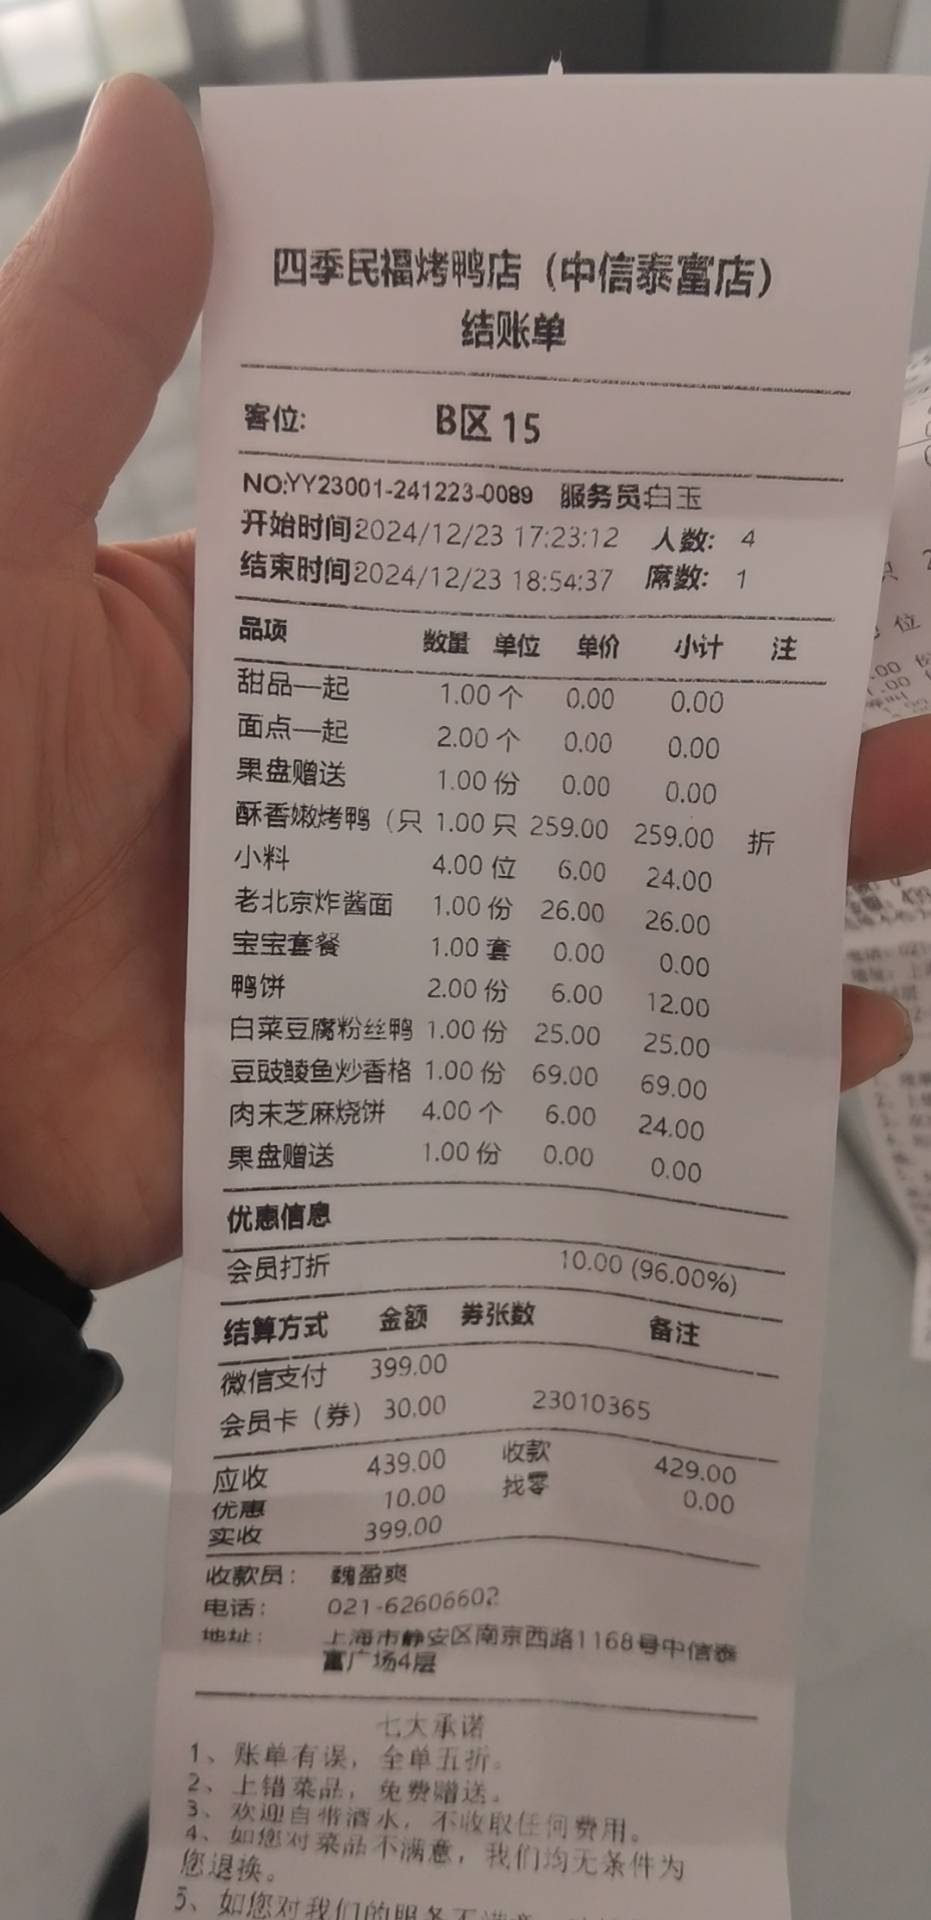 四季民福烤鸭店（中信泰富店）
结账单
客位: B区 15
NO:YY23001-241223-0089 服务员:白玉
开始时间2024/12/23 17:23:12 人数: 4
结束时间2024/12/23 18:54:37 席数: 1
品项 数量 单位 单价 小计 注
甜品一起 1.00 个 0.00 0.00
面点一起 2.00 个 0.00 0.00
果盘赠送 1.00 份 0.00 0.00
酥香嫩烤鸭（只 1.00 只 259.00 259.00 折
小料 4.00 位 6.00 24.00
老北京炸酱面 1.00 份 26.00 26.00
宝宝套餐 1.00 套 0.00 0.00
鸭饼 2.00 份 6.00 12.00
白菜豆腐粉丝鸭 1.00 份 25.00 25.00
豆豉鲮鱼炒香格 1.00 份 69.00 69.00
肉末芝麻烧饼 4.00 个 6.00 24.00
果盘赠送 1.00 份 0.00 0.00
优惠信息
会员打折 10.00 (96.00%)
结算方式 金额 券张数 备注
微信支付 399.00
会员卡（券） 30.00 23010365
应收 439.00 收款 429.00
优惠 10.00 找零 0.00
实收 399.00
收款员： 魏盈爽
电话： 021-62606602
地址： 上海市静安区南京西路1168号中信泰
富广场4层
七大承诺
1、账单有误，全单五折。
2、上错菜品，免费赠送。
3、欢迎自带酒水，不收取任何费用。
4、如您对菜品不满意，我们均无条件为
您退换。
5、如您对我们的服务不满意